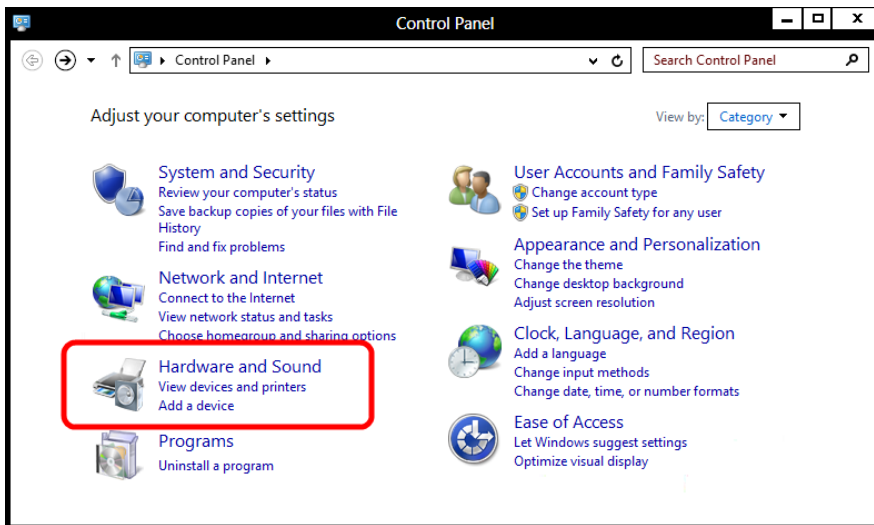 Control Panel
Control Panel
Search Control Panel
Adjust your computer's settings
View by: Category
System and Security
Review your computer's status
Save backup copies of your files with File
History
Find and fix problems
Network and Internet
Connect to the Internet
View network status and tasks
Choose homegroup and sharing options
Hardware and Sound
View devices and printers
Add a device
Programs
Uninstall a program
User Accounts and Family Safety
Change account type
Set up Family Safety for any user
Appearance and Personalization
Change the theme
Change desktop background
Adjust screen resolution
Clock, Language, and Region
Add a language
Change input methods
Change date, time, or number formats
Ease of Access
Let Windows suggest settings
Optimize visual display